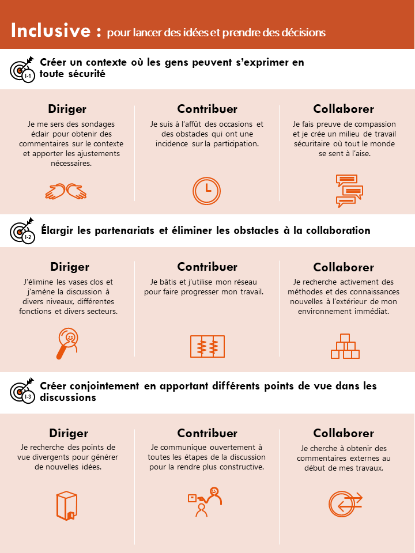 Inclusive : pour lancer des idées et prendre des décisions
I-1
Créer un contexte où les gens peuvent s'exprimer en
toute sécurité
Diriger
Je me sers des sondages
éclair pour obtenir des
commentaires sur le contexte
et apporter les ajustements
nécessaires.
Contribuer
Je suis à l'affût des occasions et
des obstacles qui ont une
incidence sur la participation.
Collaborer
Je fais preuve de compassion
et je crée un milieu de travail
sécuritaire où tout le monde
se sent à l'aise.
I-2
Élargir les partenariats et éliminer les obstacles à la collaboration
Diriger
J'élimine les vases clos et
j'amène la discussion à
divers niveaux, différentes
fonctions et divers secteurs.
Contribuer
Je bâtis et j'utilise mon réseau
pour faire progresser mon travail.
Collaborer
Je recherche activement des
méthodes et des connaissances
nouvelles à l'extérieur de mon
environnement immédiat.
I-3
Créer conjointement en apportant différents points de vue dans les
discussions
Diriger
Je recherche des points de
vue divergents pour générer
de nouvelles idées.
Contribuer
Je communique ouvertement à
toutes les étapes de la discussion
pour la rendre plus constructive.
Collaborer
Je cherche à obtenir des
commentaires externes au
début de mes travaux.